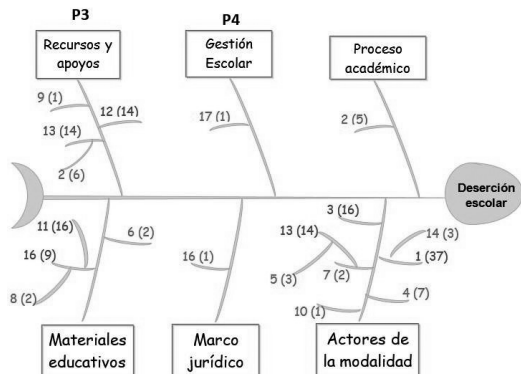 P3
P4
Recursos y
apoyos
Gestión
Escolar
Proceso
académico
9 (1)
12 (14)
13 (14)
2 (6)
17 (1)
2 (5)
Deserción
escolar
11 (16)
6 (2)
16 (9)
8 (2)
16 (1)
3 (16)
13 (14)
14 (3)
1 (37)
7 (2)
5 (3)
4 (7)
10 (1)
Materiales
educativos
Marco
jurídico
Actores de
la modalidad